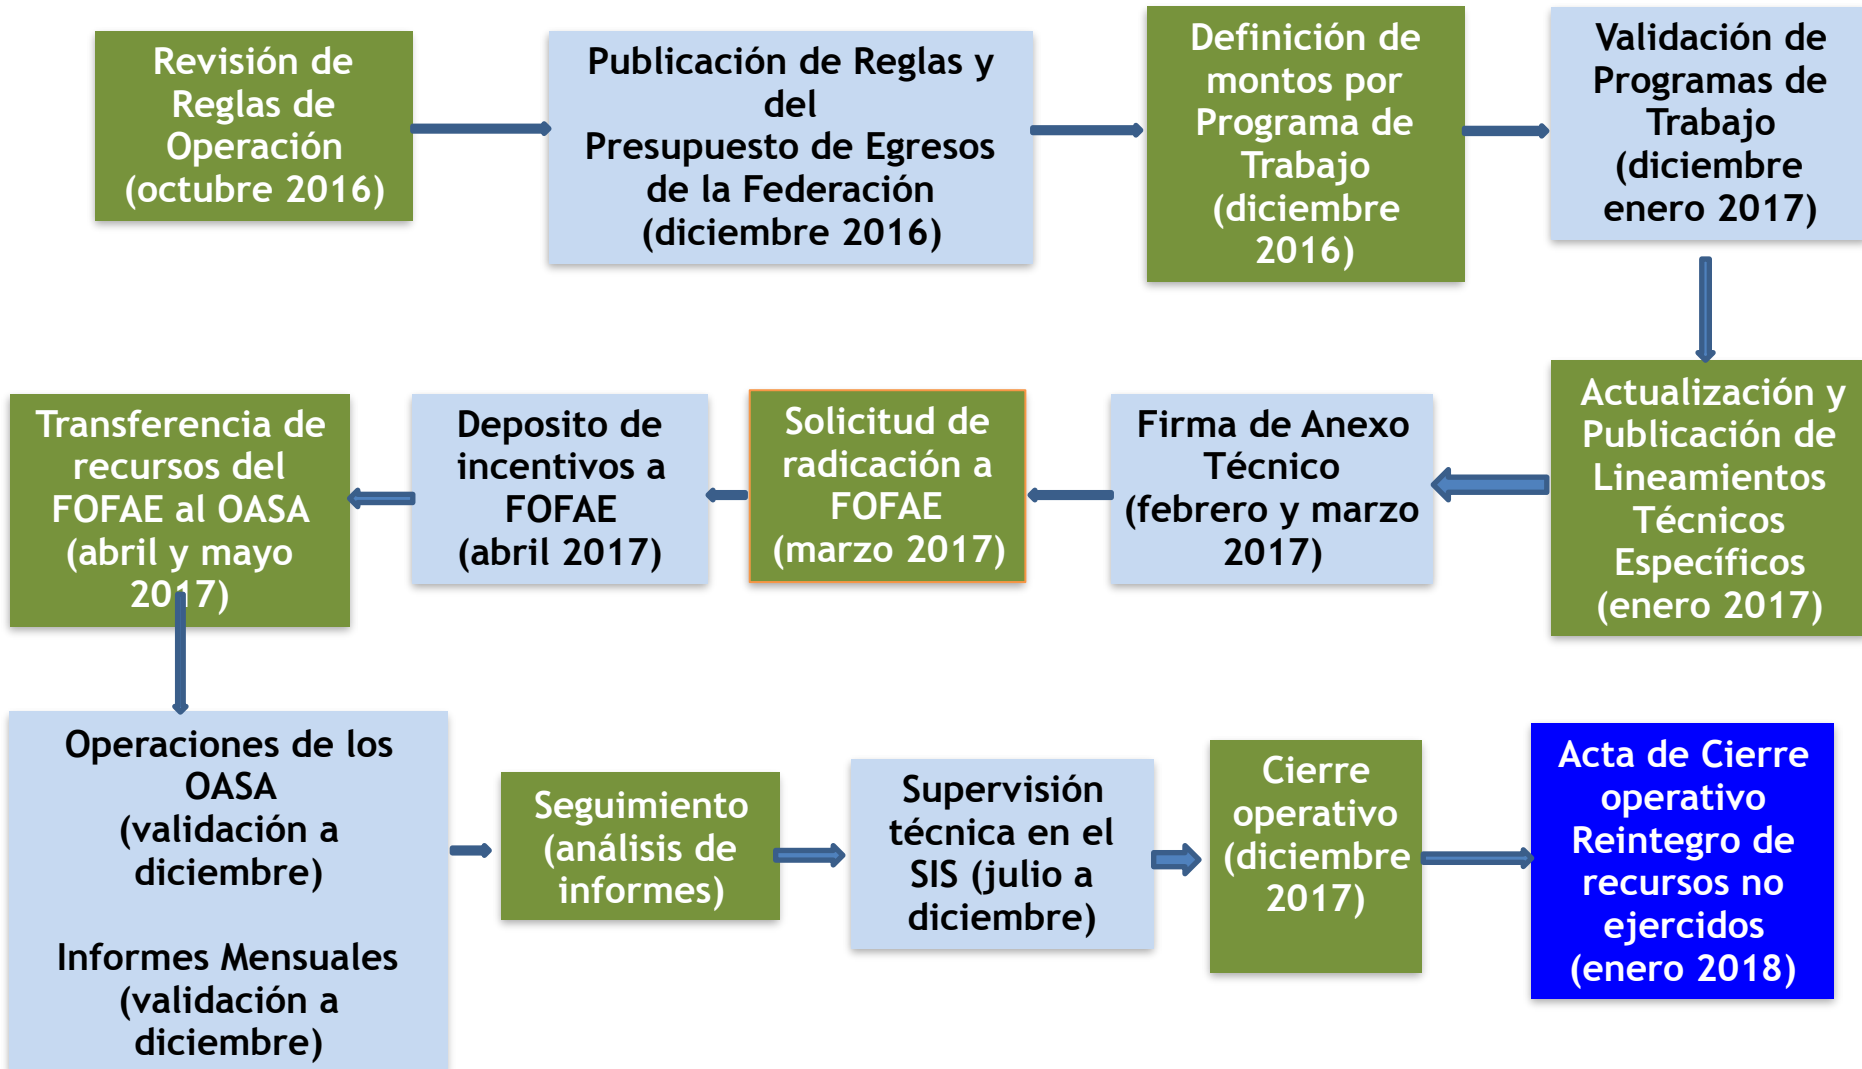 Revisión de
Reglas de
Operación
(octubre 2016)
Publicación de Reglas y
del
Presupuesto de Egresos
de la Federación
(diciembre 2016)
Definición de
montos por
Programa de
Trabajo
(diciembre
2016)
Validación de
Programas de
Trabajo
(diciembre
enero 2017)
Actualización y
Publicación de
Lineamientos
Técnicos
Específicos
(enero 2017)
Firma de Anexo
Técnico
(febrero y marzo
2017)
Solicitud de
radicación a
FOFAE
(marzo 2017)
Deposito de
incentivos a
FOFAE
(abril 2017)
Transferencia de
recursos del
FOFAE al OASA
(abril y mayo
2017)
Operaciones de los
OASA
(validación a
diciembre)
Informes Mensuales
(validación a
diciembre)
Seguimiento
(análisis de
informes)
Supervisión
técnica en el
SIS (julio a
diciembre)
Cierre
operativo
(diciembre
2017)
Acta de Cierre
operativo
Reintegro de
recursos no
ejercidos
(enero 2018)